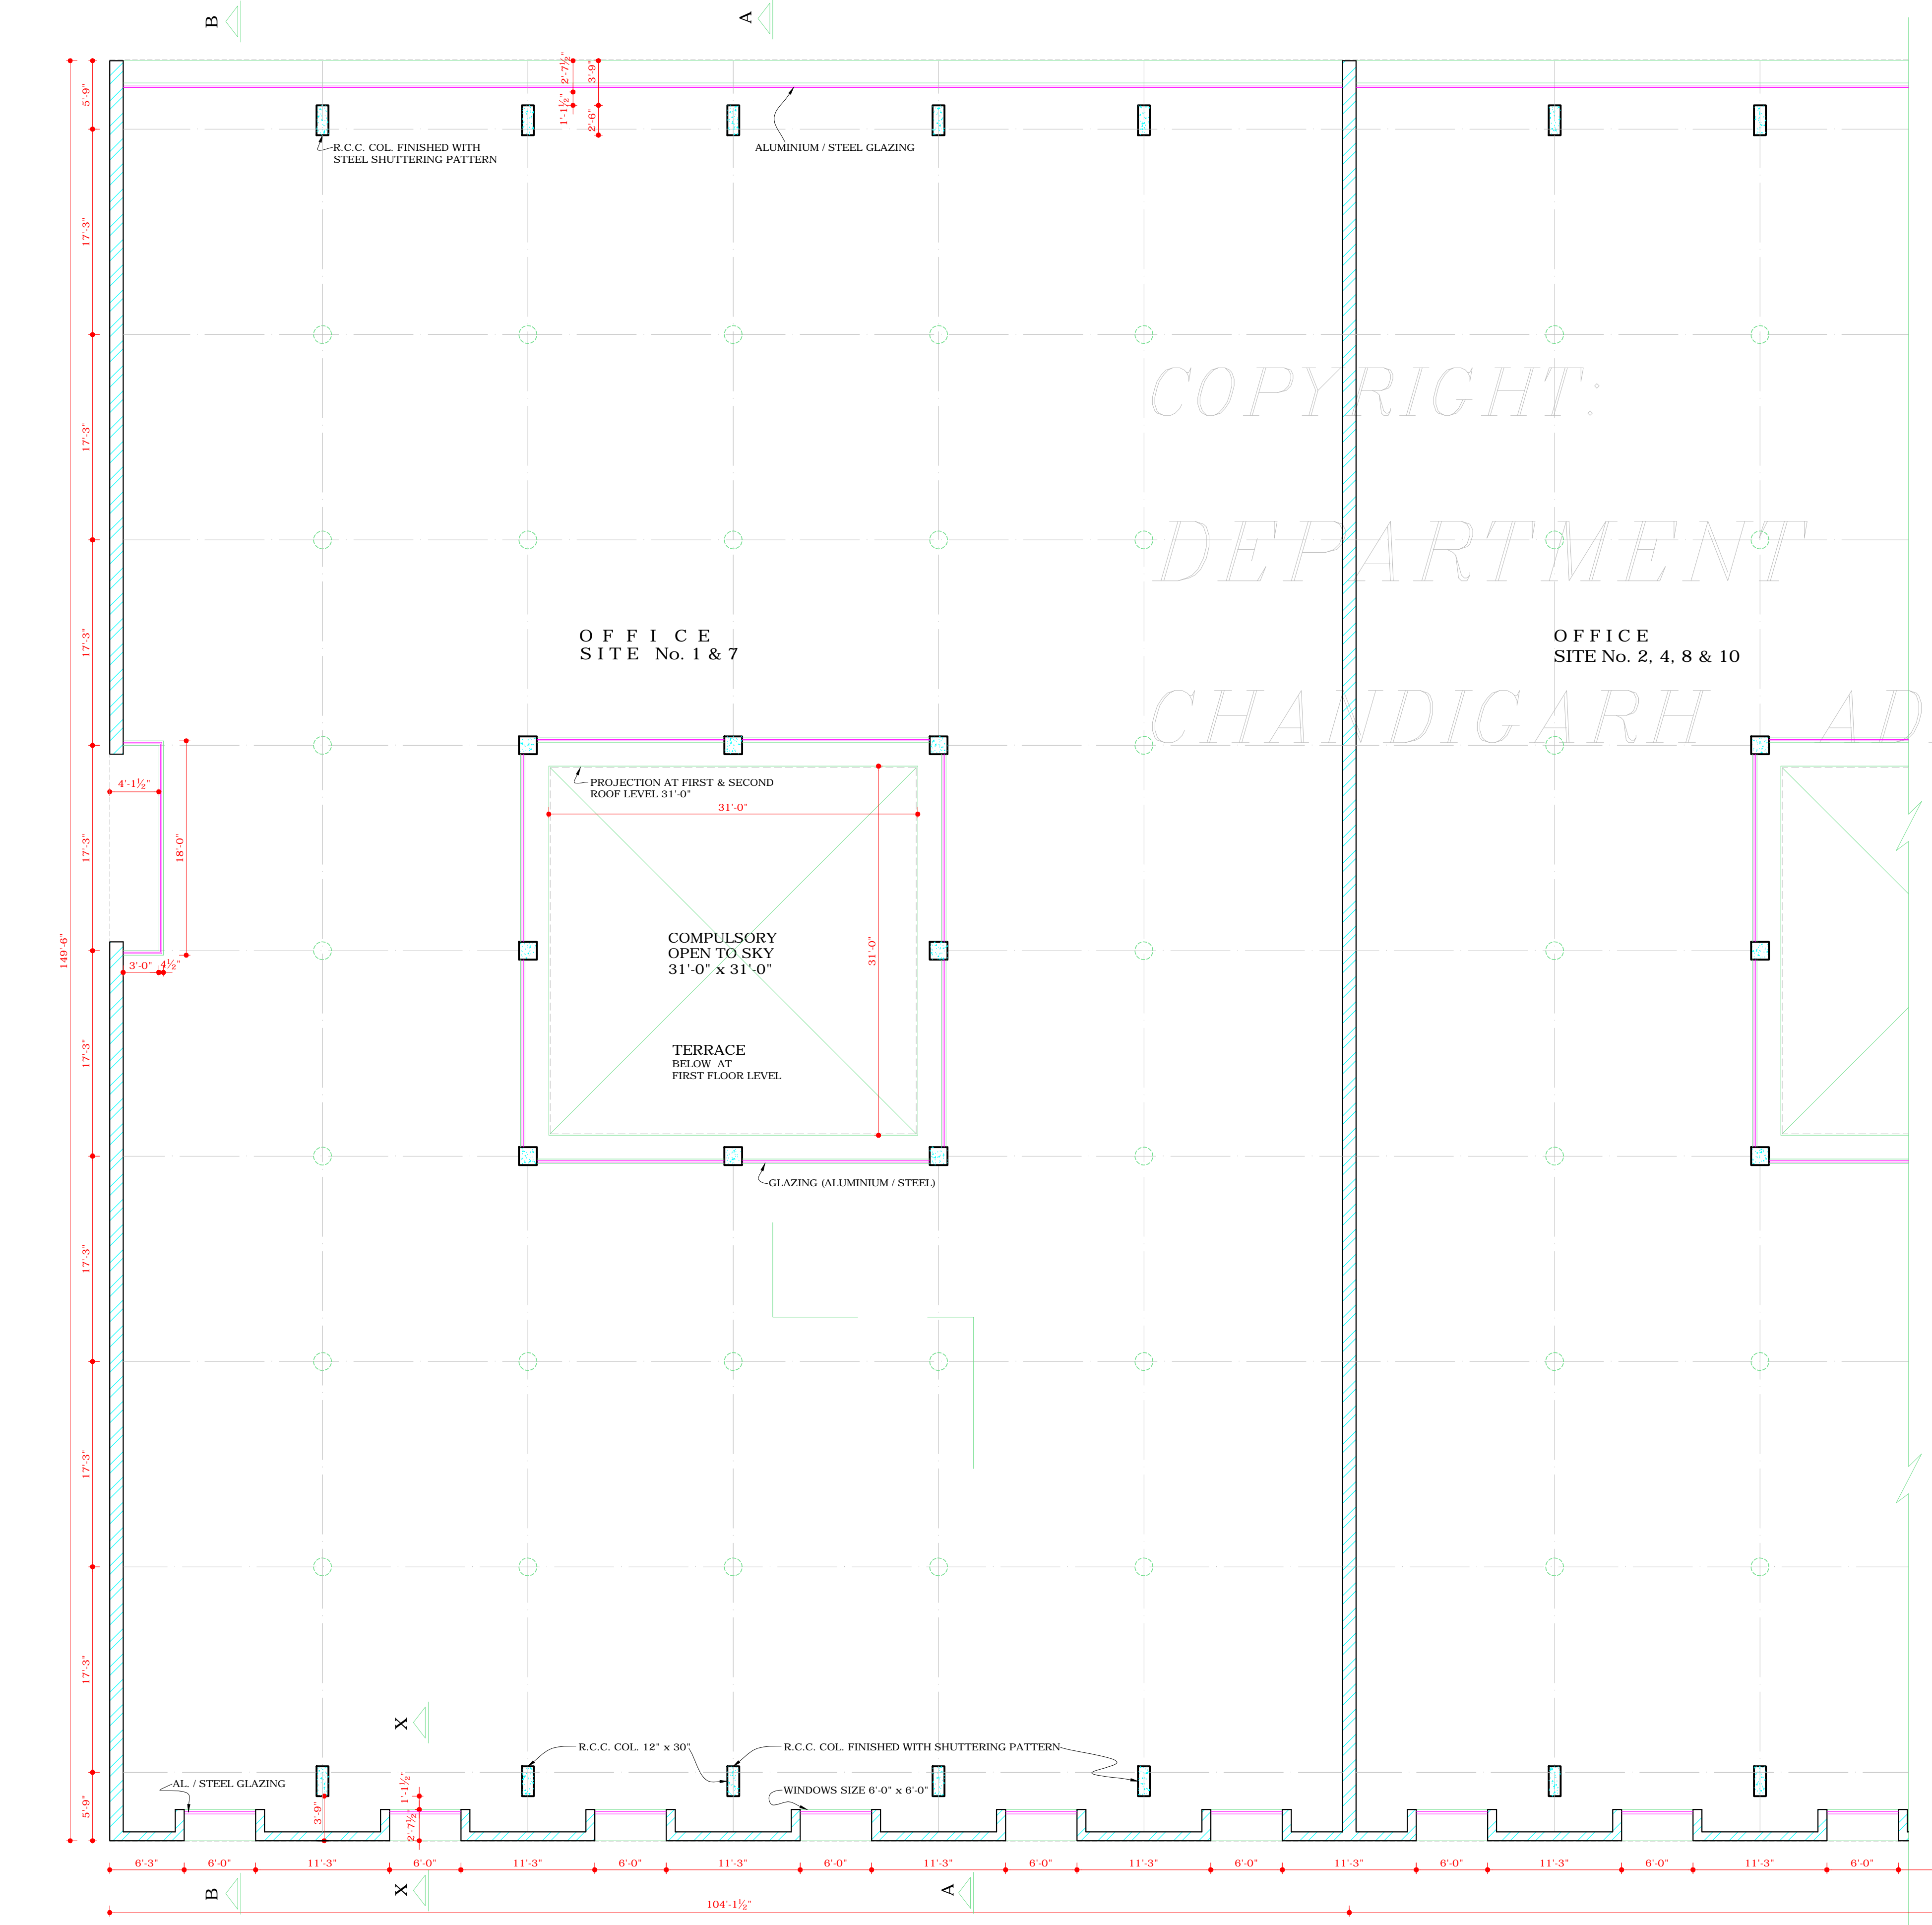 B
A
5'-9"
2'-7½"
3'-9"
1'-1½"
2'-6"
R.C.C. COL. FINISHED WITH
STEEL SHUTTERING PATTERN
ALUMINIUM / STEEL GLAZING
17'-3"
COPYRIGHT:
17'-3"
DEPARTMENT
17'-3"
O F F I C E
S I T E No. 1 & 7
O F F I C E
SITE No. 2, 4, 8 & 10
CHANDIGARH AD
4'-1½"
PROJECTION AT FIRST & SECOND
ROOF LEVEL 31'-0"
31'-0"
17'-3"
18'-0"
149'-6"
3'-0"
4½"
COMPULSORY
OPEN TO SKY
31'-0" x 31'-0"
31'-0"
17'-3"
TERRACE
BELOW AT
FIRST FLOOR LEVEL
GLAZING (ALUMINIUM / STEEL)
17'-3"
17'-3"
17'-3"
X
R.C.C. COL. 12" x 30"
R.C.C. COL. FINISHED WITH SHUTTERING PATTERN
AL. / STEEL GLAZING
WINDOWS SIZE 6'-0" x 6'-0"
5'-9"
3'-9"
1'-1½"
2'-7½"
6'-3"
6'-0"
11'-3"
6'-0"
11'-3"
6'-0"
11'-3"
6'-0"
11'-3"
6'-0"
11'-3"
6'-0"
11'-3"
6'-0"
11'-3"
6'-0"
11'-3"
6'-0"
B
X
A
104'-1½"